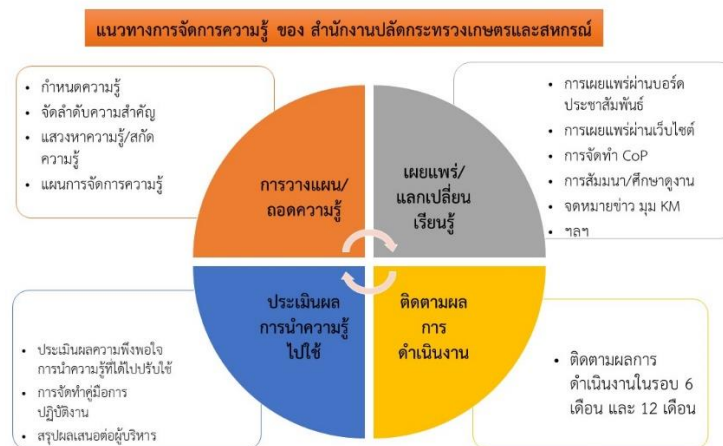 แนวทางการจัดการความรู้ ของ สำนักงานปลัดกระทรวงเกษตรและสหกรณ์
• กำหนดความรู้
• จัดลำดับความสำคัญ
• แสวงหาความรู้/สกัด
ความรู้
• แผนการจัดการความรู้
การวางแผน/
ถอดความรู้
เผยแพร่/
แลกเปลี่ยน
เรียนรู้
• การเผยแพร่ผ่านบอร์ด
ประชาสัมพันธ์
• การเผยแพร่ผ่านเว็บไซต์
• การจัดทำ CoP
• การสัมมนา/ศึกษาดูงาน
• จดหมายข่าว มุม KM
• ฯลฯ
• ประเมินผลความพึงพอใจ
การนำความรู้ที่ได้ไปปรับใช้
• การจัดทำคู่มือการ
ปฏิบัติงาน
• สรุปผลเสนอต่อผู้บริหาร
ประเมินผล
การนำความรู้
ไปใช้
ติดตามผล
การ
ดำเนินงาน
• ติดตามผลการ
ดำเนินงานในรอบ 6
เดือน และ 12 เดือน